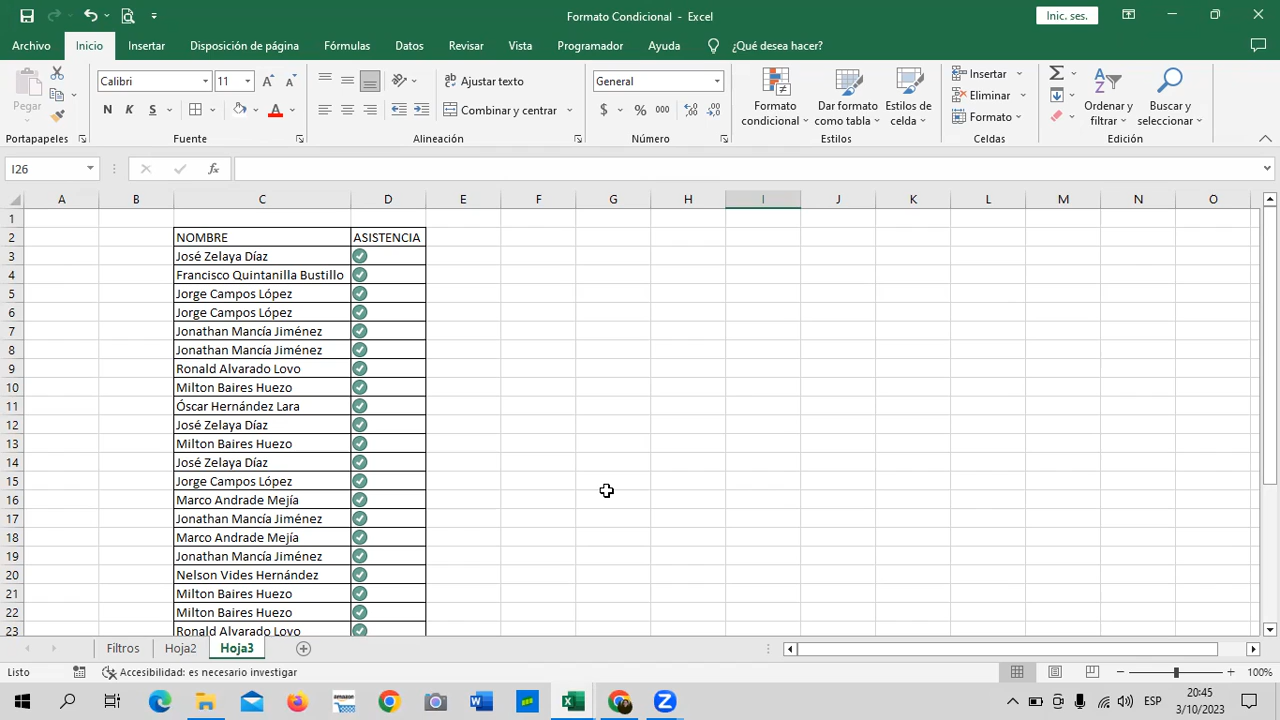 Formato Condicional - Excel
Inic. ses.
Archivo Inicio Insertar Disposición de página Fórmulas Datos Revisar Vista Programador Ayuda ¿Qué desea hacer?
Pegar
Calibri 11
Ajustar texto
General
Formato condicional
Dar formato como tabla
Estilos de celda
Insertar
Eliminar
Formato
Ordenar y filtrar
Buscar y seleccionar
N K S
Combinar y centrar
$ % 000
Portapapeles Fuente Alineación Número Estilos Celdas Edición
I26 fx
A B C D E F G H I J K L M N O
1
2 NOMBRE ASISTENCIA
3 José Zelaya Díaz
4 Francisco Quintanilla Bustillo
5 Jorge Campos López
6 Jorge Campos López
7 Jonathan Mancía Jiménez
8 Jonathan Mancía Jiménez
9 Ronald Alvarado Lovo
10 Milton Baires Huezo
11 Óscar Hernández Lara
12 José Zelaya Díaz
13 Milton Baires Huezo
14 José Zelaya Díaz
15 Jorge Campos López
16 Marco Andrade Mejía
17 Jonathan Mancía Jiménez
18 Marco Andrade Mejía
19 Jonathan Mancía Jiménez
20 Nelson Vides Hernández
21 Milton Baires Huezo
22 Milton Baires Huezo
23 Ronald Alvarado Lovo
Filtros Hoja2 Hoja3
Listo Accesibilidad: es necesario investigar 100%
ESP
20:45
3/10/2023